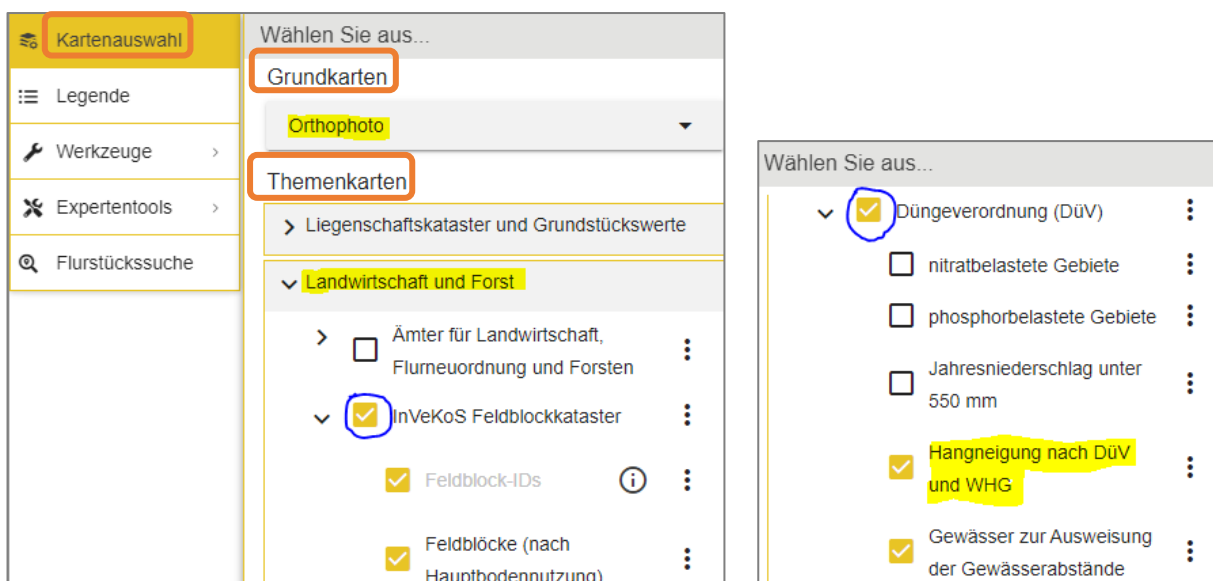 Kartenauswahl
Legende
Werkzeuge
Expertentools
Flurstückssuche
Wählen Sie aus...
Grundkarten
Orthophoto
Themenkarten
Liegenschaftskataster und Grundstückswerte
Landwirtschaft und Forst
Ämter für Landwirtschaft,
Flurneuordnung und Forsten
InVeKoS Feldblockkataster
Feldblock-IDs
Feldblöcke (nach
Hauptbodennutzung)
Wählen Sie aus...
Düngeverordnung (DüV)
nitratbelastete Gebiete
phosphorbelastete Gebiete
Jahresniederschlag unter
550 mm
Hangneigung nach DüV
und WHG
Gewässer zur Ausweisung
der Gewässerabstände